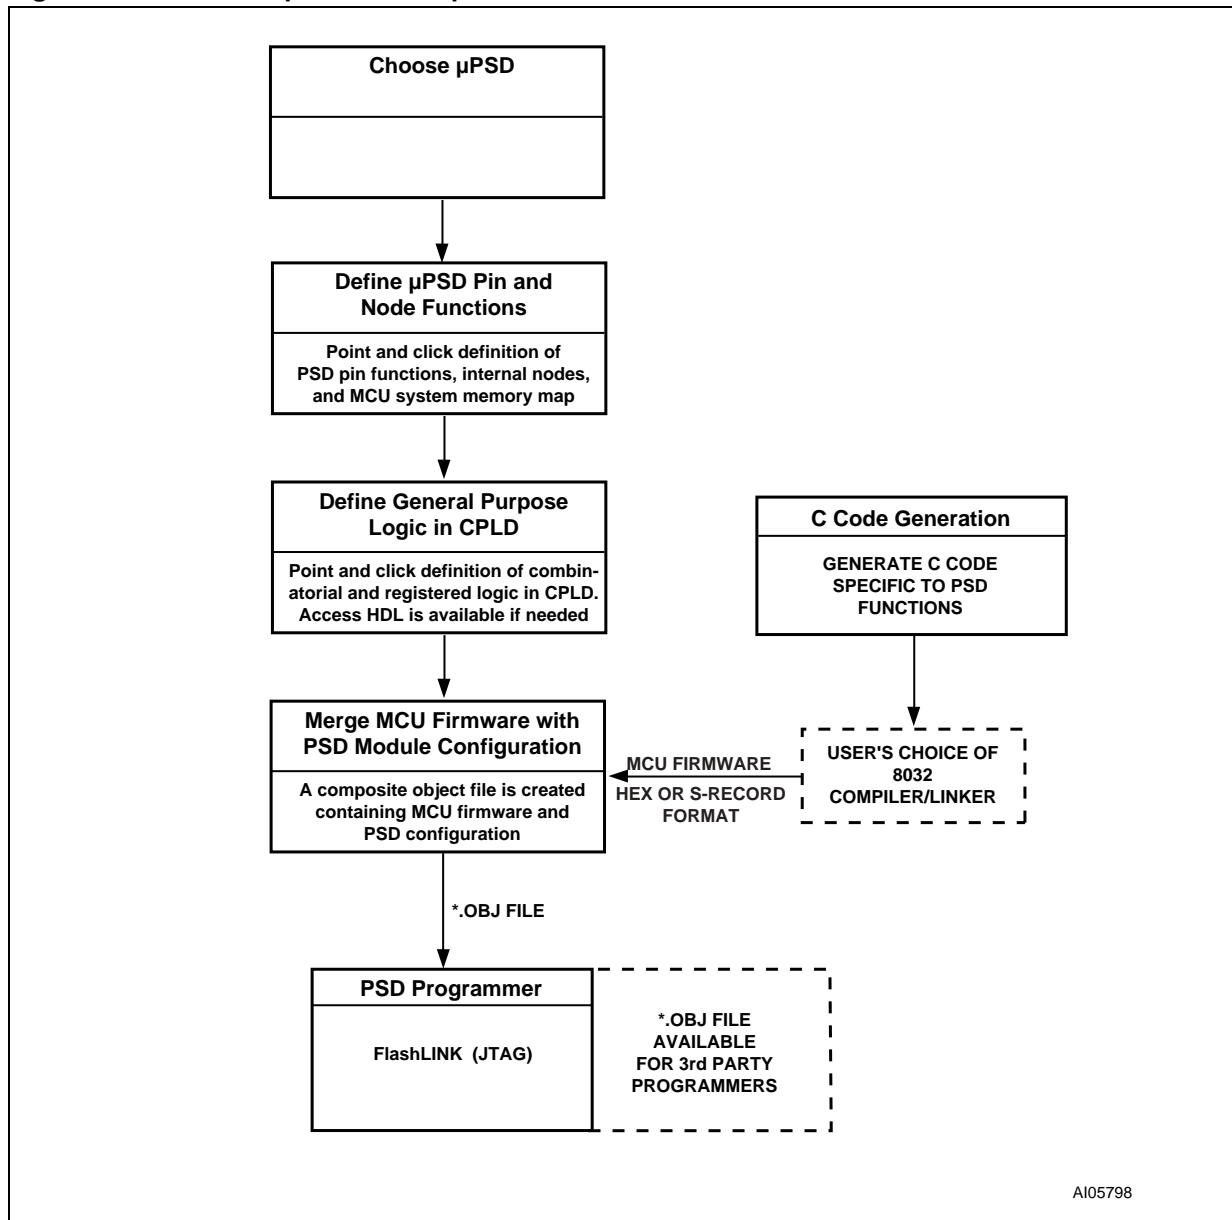 Choose µPSD
Define µPSD Pin and
Node Functions
Point and click definition of
PSD pin functions, internal nodes,
and MCU system memory map
Define General Purpose
Logic in CPLD
Point and click definition of combin-
atorial and registered logic in CPLD.
Access HDL is available if needed
C Code Generation
GENERATE C CODE
SPECIFIC TO PSD
FUNCTIONS
Merge MCU Firmware with
PSD Module Configuration
A composite object file is created
containing MCU firmware and
PSD configuration
MCU FIRMWARE
HEX OR S-RECORD
FORMAT
USER'S CHOICE OF
8032
COMPILER/LINKER
*.OBJ FILE
PSD Programmer
FlashLINK (JTAG)
*.OBJ FILE
AVAILABLE
FOR 3rd PARTY
PROGRAMMERS
AI05798